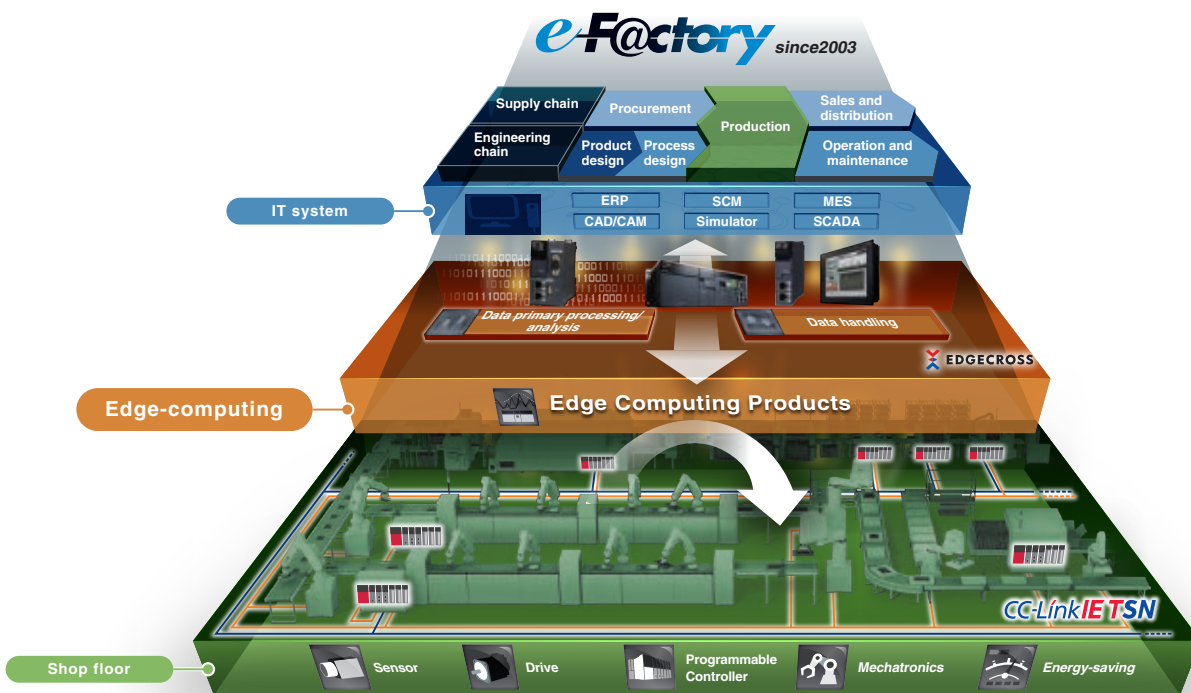 e-F@ctory since2003
Supply chain
Procurement
Production
Sales and
distribution
Engineering
chain
Product
design
Process
design
Operation and
maintenance
IT system
ERP
SCM
MES
CAD/CAM
Simulator
SCADA
Data primary processing/
analysis
Data handling
EDGECROSS
Edge-computing
Edge Computing Products
CC-Link IE TSN
Shop floor
Sensor
Drive
Programmable
Controller
Mechatronics
Energy-saving